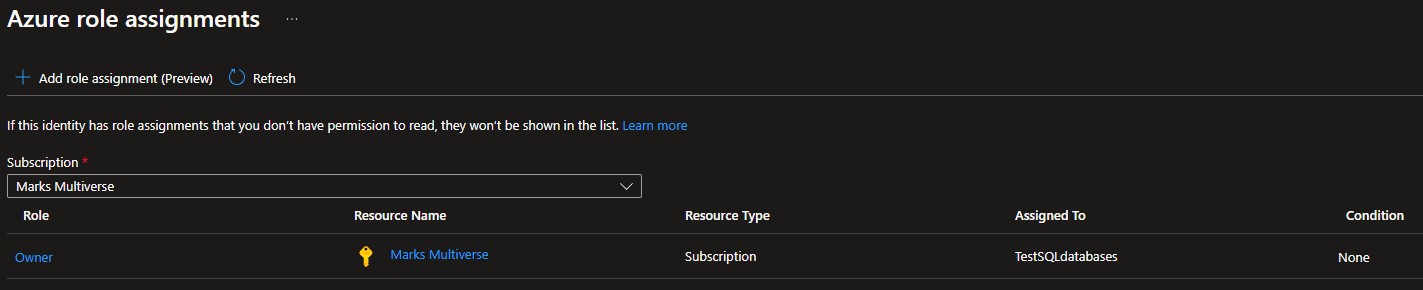 Azure role assignments ...
Add role assignment (Preview) Refresh
If this identity has role assignments that you don't have permission to read, they won't be shown in the list. Learn more
Subscription *
Marks Multiverse
Role Resource Name Resource Type Assigned To Condition
Owner Marks Multiverse Subscription TestSQLdatabases None